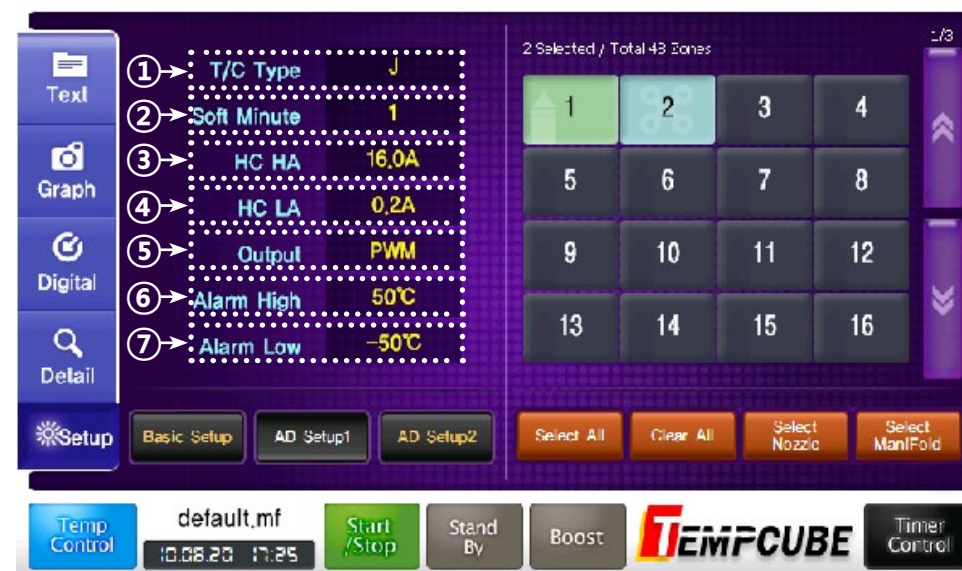 Text
Graph
Digital
Detail
Setup
① T/C Type J
② Soft Minute 1
③ HC HA 16.0A
④ HC LA 0.2A
⑤ Output PWM
⑥ Alarm High 50℃
⑦ Alarm Low -50℃
Basic Setup AD Setup1 AD Setup2
2 Selected / Total 48 Zones 1/3
1 2 3 4
5 6 7 8
9 10 11 12
13 14 15 16
Select All Clear All Select Nozzle Select ManiFold
Temp Control
default.mf
10.08.20 17:25
Start /Stop
Stand By
Boost
TEMPCUBE
Timer Control